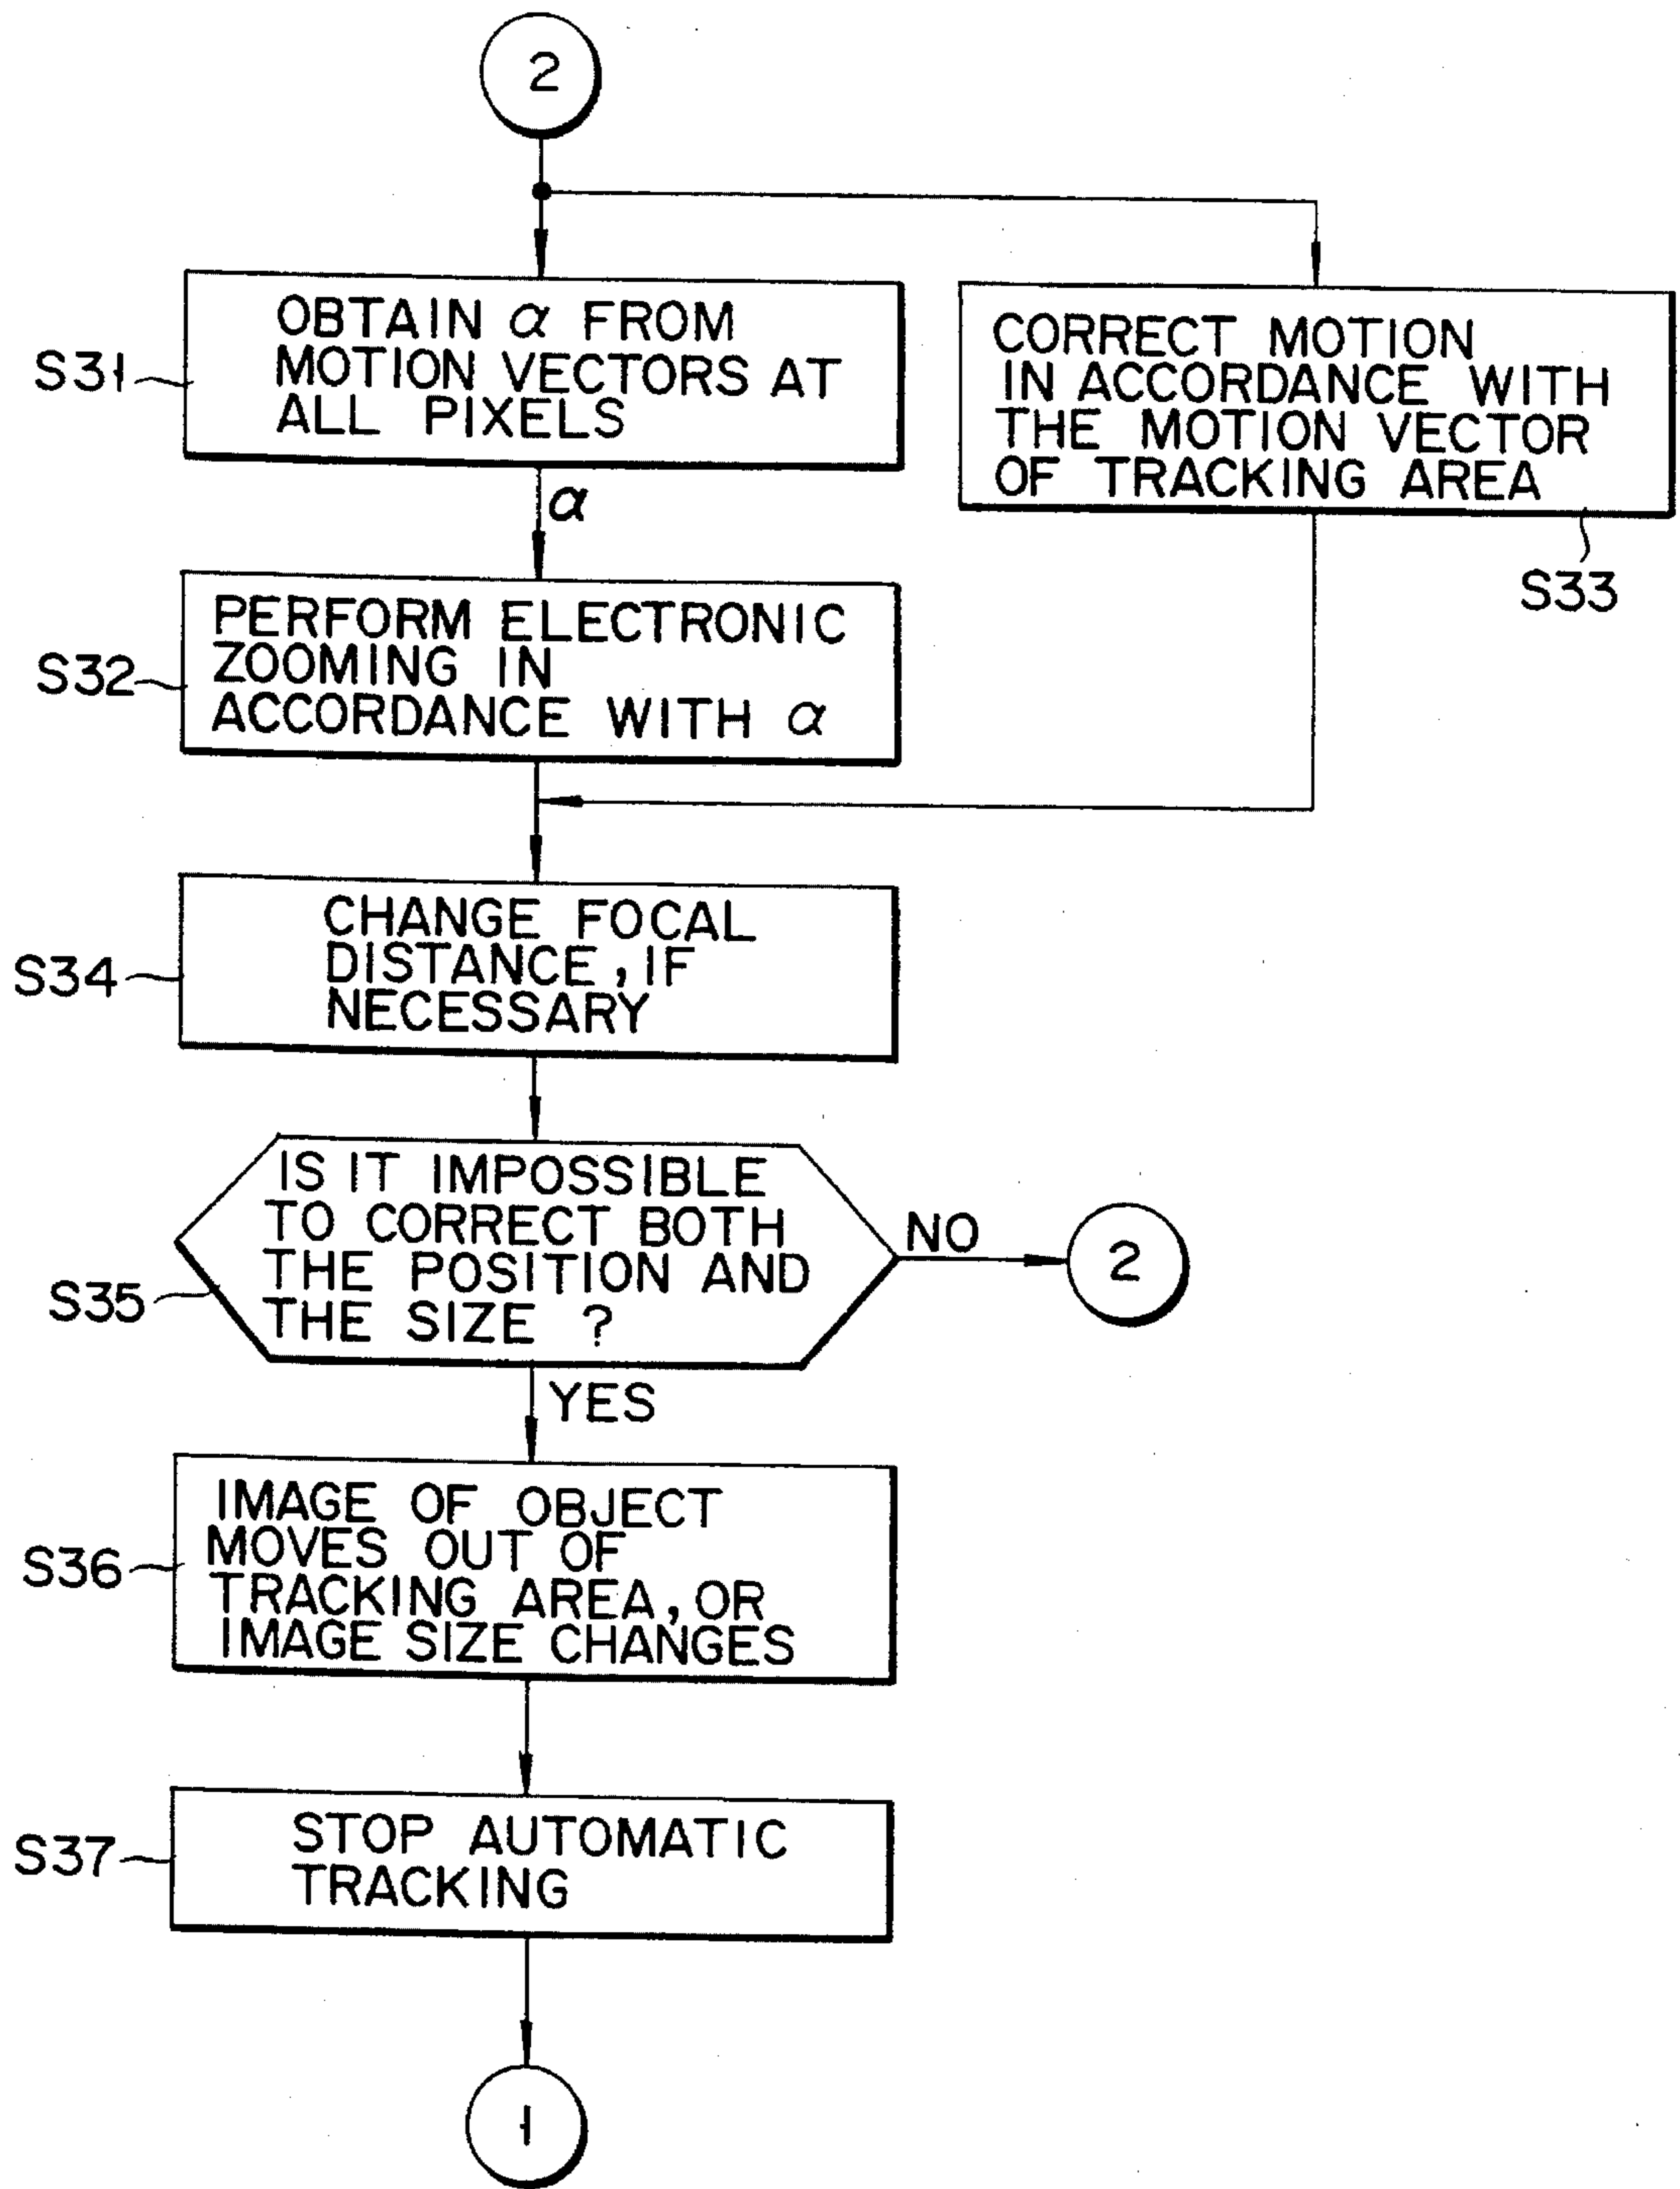 2
OBTAIN α FROM
MOTION VECTORS AT
ALL PIXELS
S31
CORRECT MOTION
IN ACCORDANCE WITH
THE MOTION VECTOR
OF TRACKING AREA
S33
α
PERFORM ELECTRONIC
ZOOMING IN
ACCORDANCE WITH α
S32
CHANGE FOCAL
DISTANCE, IF
NECESSARY
S34
IS IT IMPOSSIBLE
TO CORRECT BOTH
THE POSITION AND
THE SIZE ?
S35
NO
2
YES
IMAGE OF OBJECT
MOVES OUT OF
TRACKING AREA, OR
IMAGE SIZE CHANGES
S36
STOP AUTOMATIC
TRACKING
S37
1